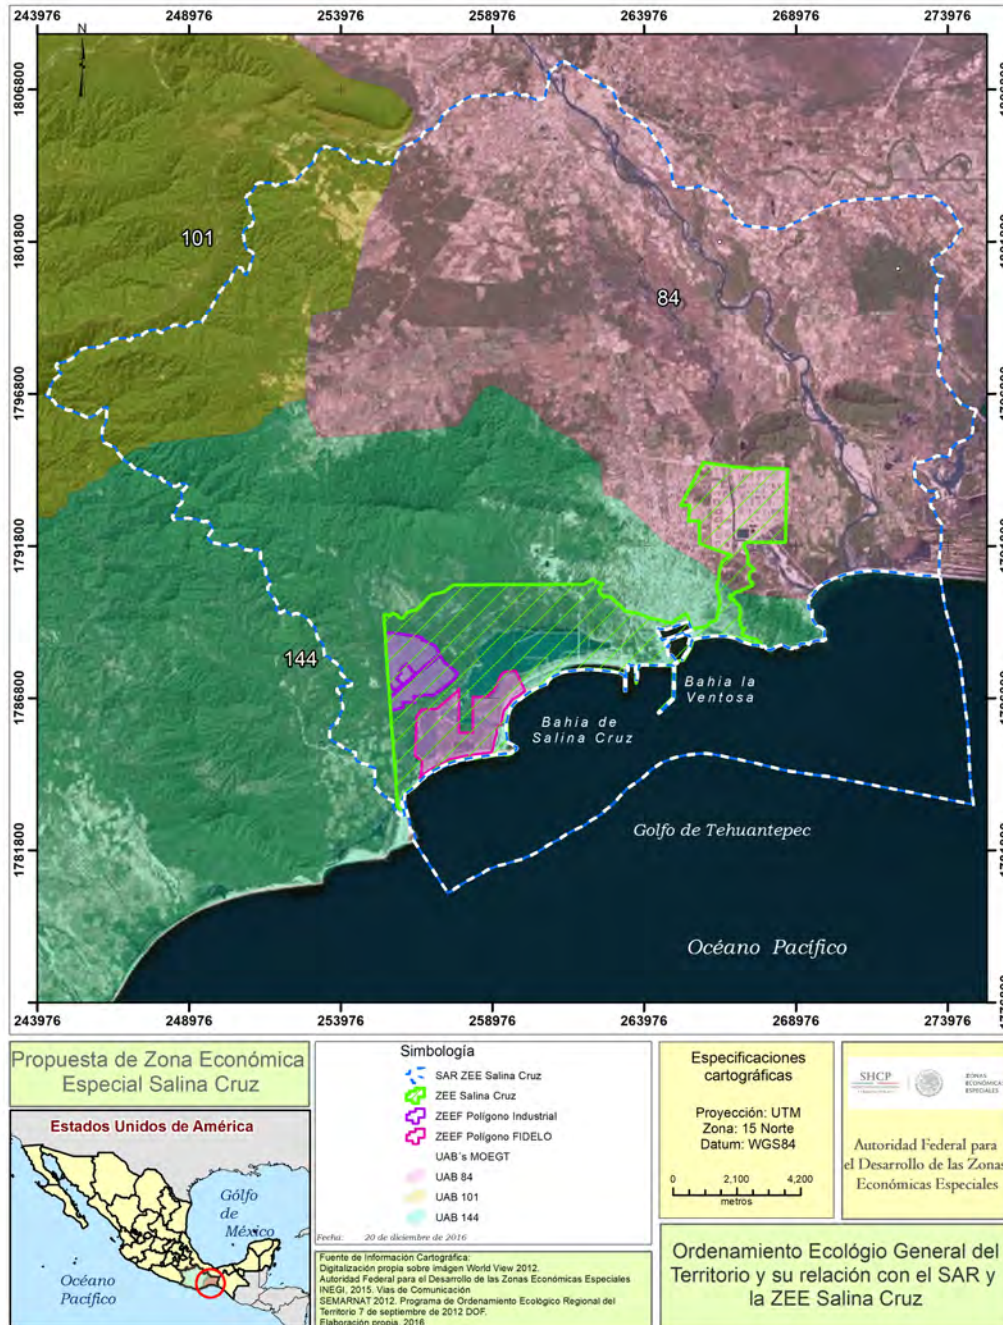 243976 248976 253976 258976 263976 268976 273976
N
1806800
1801800
101
84
1796800
1791800
144
1786800
Bahia la
Ventosa
Bahia de
Salina Cruz
1781800
Golfo de Tehuantepec
Océano Pacífico
243976 248976 253976 258976 263976 268976 273976
Propuesta de Zona Económica
Especial Salina Cruz
Estados Unidos de América
Gólfo
de
México
Océano
Pacífico
Simbología
SAR ZEE Salina Cruz
ZEE Salina Cruz
ZEEF Polígono Industrial
ZEEF Polígono FIDELO
UAB´s MOEGT
UAB 84
UAB 101
UAB 144
Fecha: 20 de diciembre de 2016
Fuente de Información Cartográfica:
Digitalización propia sobre imágen World View 2012.
Autoridad Federal para el Desarrollo de las Zonas Económicas Especiales
INEGI, 2015. Vias de Comunicación
SEMARNAT 2012. Programa de Ordenamiento Ecológico Regional del
Territorio 7 de septiembre de 2012 DOF.
Elaboración propia, 2016
Especificaciones
cartográficas
Proyección: UTM
Zona: 15 Norte
Datum: WGS84
0 2,100 4,200
metros
SHCP
ZONAS
ECONÓMICAS
ESPECIALES
Autoridad Federal para
el Desarrollo de las Zonas
Económicas Especiales
Ordenamiento Ecológio General del
Territorio y su relación con el SAR y
la ZEE Salina Cruz